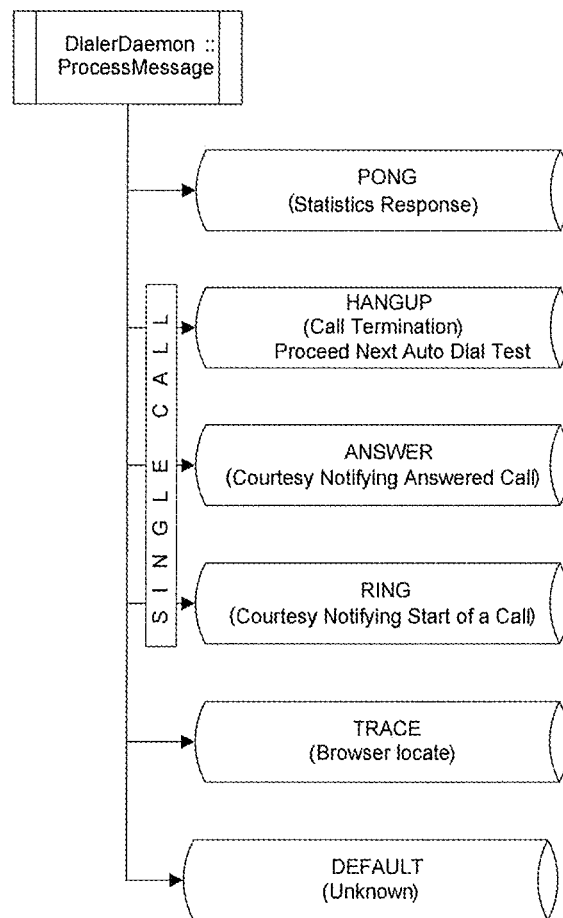 DialerDaemon ::
ProcessMessage
PONG
(Statistics Response)
SINGLE CALL
HANGUP
(Call Termination)
Proceed Next Auto Dial Test
ANSWER
(Courtesy Notifying Answered Call)
RING
(Courtesy Notifying Start of a Call)
TRACE
(Browser locate)
DEFAULT
(Unknown)